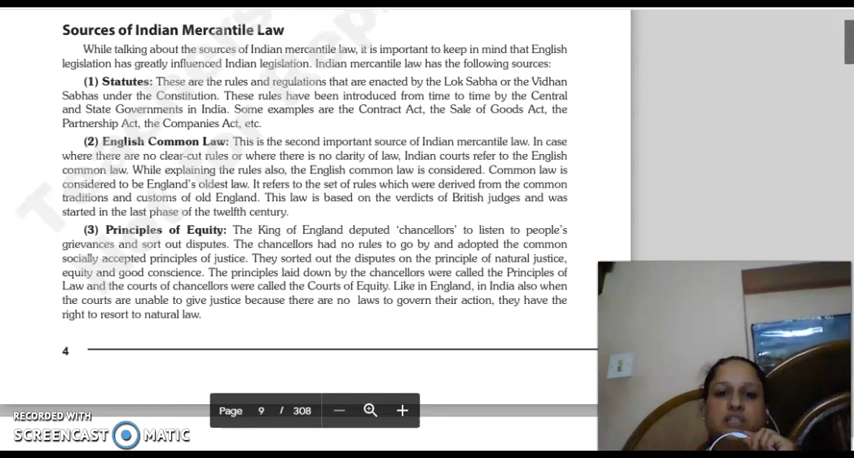 Sources of Indian Mercantile Law
While talking about the sources of Indian mercantile law, it is important to keep in mind that English
legislation has greatly influenced Indian legislation. Indian mercantile law has the following sources:
(1) Statutes: These are the rules and regulations that are enacted by the Lok Sabha or the Vidhan
Sabhas under the Constitution. These rules have been introduced from time to time by the Central
and State Governments in India. Some examples are the Contract Act, the Sale of Goods Act, the
Partnership Act, the Companies Act, etc.
(2) English Common Law: This is the second important source of Indian mercantile law. In case
where there are no clear-cut rules or where there is no clarity of law, Indian courts refer to the English
common law. While explaining the rules also, the English common law is considered. Common law is
considered to be England's oldest law. It refers to the set of rules which were derived from the common
traditions and customs of old England. This law is based on the verdicts of British judges and was
started in the last phase of the twelfth century.
(3) Principles of Equity: The King of England deputed 'chancellors' to listen to people's
grievances and sort out disputes. The chancellors had no rules to go by and adopted the common
socially accepted principles of justice. They sorted out the disputes on the principle of natural justice,
equity and good conscience. The principles laid down by the chancellors were called the Principles of
Law and the courts of chancellors were called the Courts of Equity. Like in England, in India also when
the courts are unable to give justice because there are no laws to govern their action, they have the
right to resort to natural law.
4
Page 9 / 308
RECORDED WITH
SCREENCAST MATIC